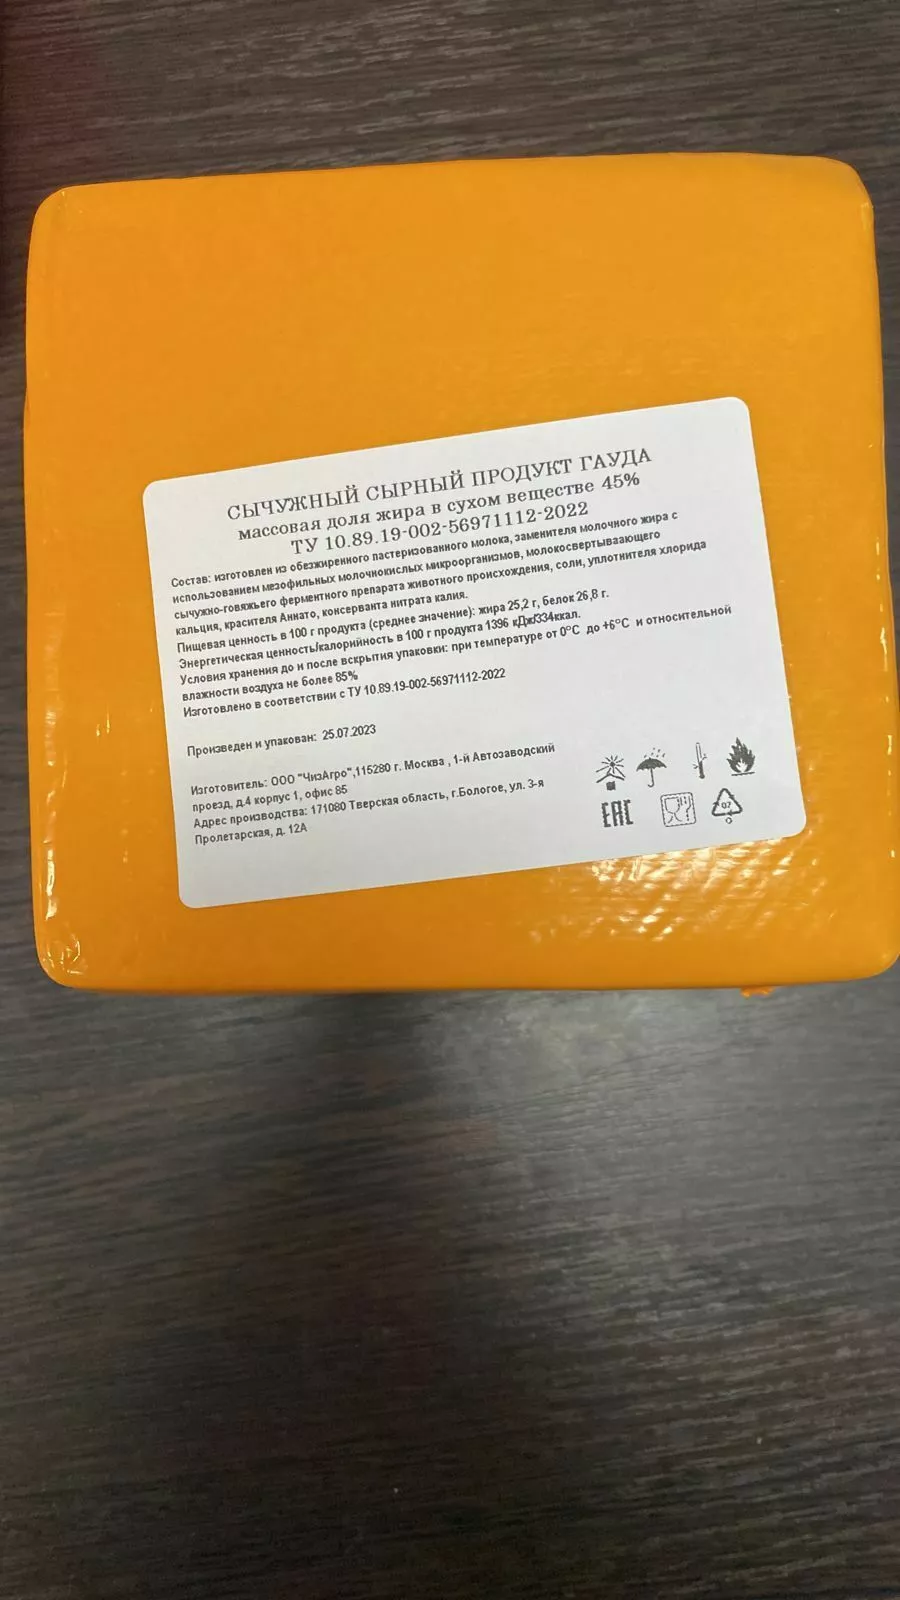 СЫЧУЖНЫЙ СЫРНЫЙ ПРОДУКТ ГАУДА
массовая доля жира в сухом веществе 45%
ТУ 10.89.19-002-56971112-2022
Состав: изготовлен из обезжиренного пастеризованного молока, заменителя молочного жира с
использованием мезофильных молочнокислых микроорганизмов, молокосвертывaающего
сычужно-говяжьего ферментного препарата животного происхождения, соли, уплотнителя хлорида
кальция, красителя Аннато, консерванта нитрата калия.
Пищевая ценность в 100 г продукта (среднее значение): жира 25,2 г, белок 26,8 г.
Энергетическая ценность/калорийность в 100 г продукта 1396 кДж/334ккал.
Условия хранения до и после вскрытия упаковки: при температуре от 0°С до +6°С и относительной
влажности воздуха не более 85%
Изготовлено в соответствии с ТУ 10.89.19-002-56971112-2022
Произведен и упакован: 25.07.2023
Изготовитель: ООО "ЧизАгро",115280 г. Москва , 1-й Автозаводский
проезд, д.4 корпус 1, офис 85
Адрес производства: 171080 Тверская область, г.Бологое, ул. 3-я
Пролетарская, д. 12А
ЕАС
07